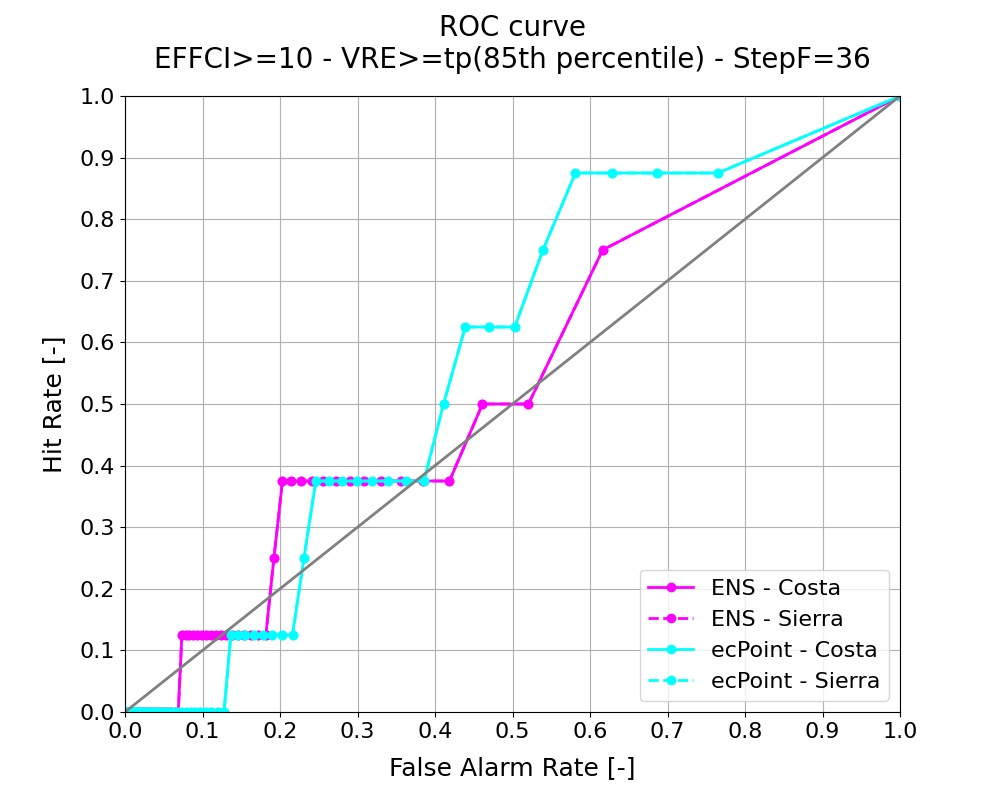 ROC curve
EFFCI>=10 - VRE>=tp(85th percentile) - StepF=36
1.0
0.9
0.8
0.7
0.6
0.5
0.4
0.3
0.2
0.1
0.0
Hit Rate [-]
ENS - Costa
ENS - Sierra
ecPoint - Costa
ecPoint - Sierra
0.0 0.1 0.2 0.3 0.4 0.5 0.6 0.7 0.8 0.9 1.0
False Alarm Rate [-]